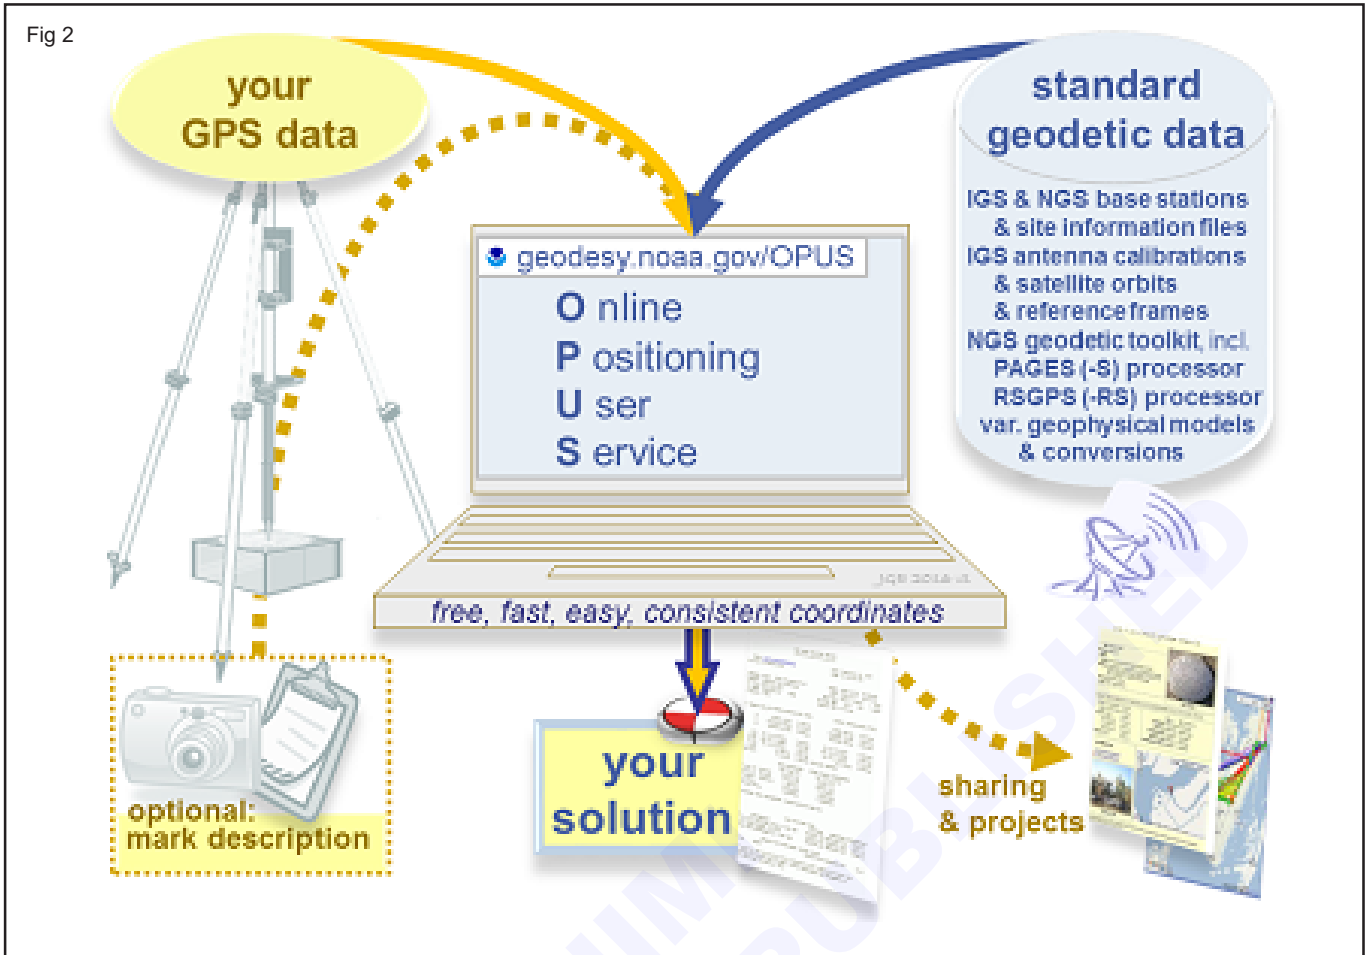 Fig 2
your
GPS data
standard
geodetic data
IGS & NGS base stations
& site information files
IGS antenna calibrations
& satellite orbits
& reference frames
NGS geodetic toolkit, incl.
PAGES (-S) processor
RSGPS (-RS) processor
var. geophysical models
& conversions
geodesy.noaa.gov/OPUS
O nline
P ositioning
U ser
S ervice
free, fast, easy, consistent coordinates
optional:
mark description
your
solution
sharing
& projects
PUBLISHED